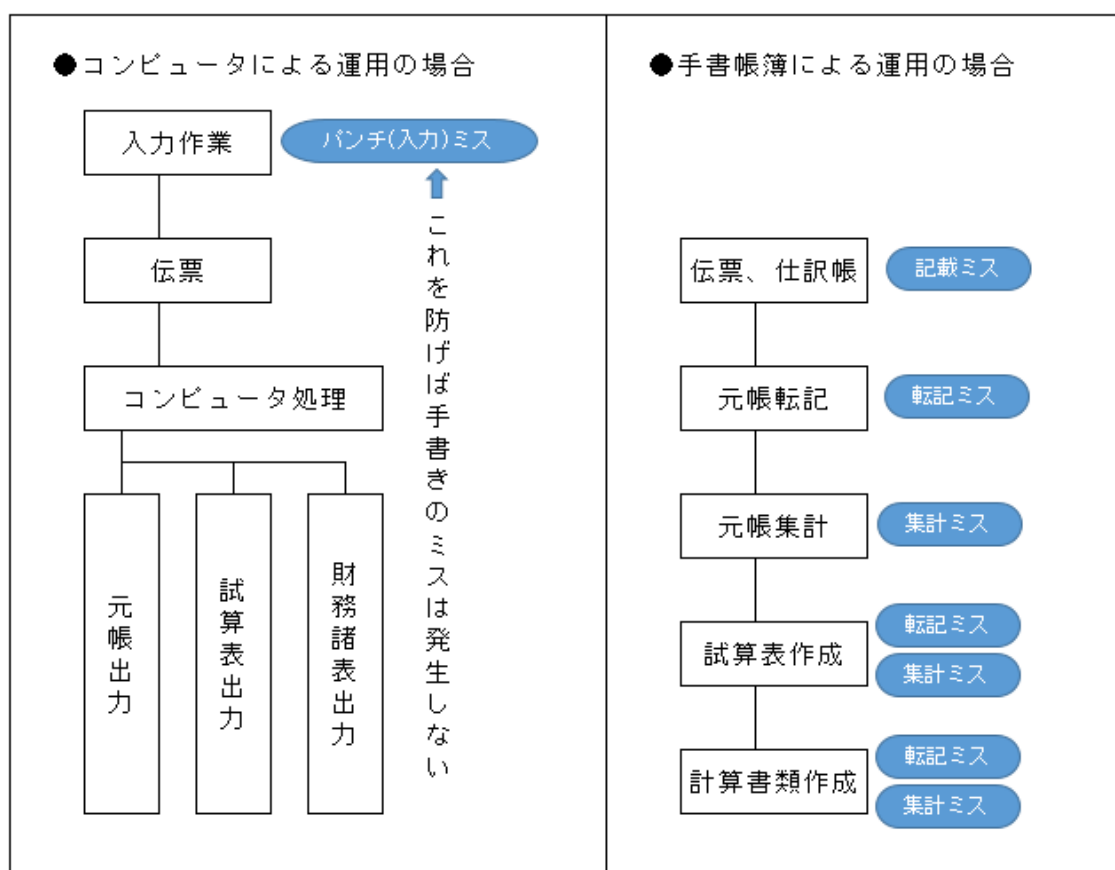 ●コンピュータによる運用の場合
入力作業
パンチ(入力)ミス
これを防げば手書きのミスは発生しない
伝票
コンピュータ処理
元帳出力
試算表出力
財務諸表出力
●手書帳簿による運用の場合
伝票、仕訳帳
記載ミス
元帳転記
転記ミス
元帳集計
集計ミス
試算表作成
転記ミス
集計ミス
計算書類作成
転記ミス
集計ミス